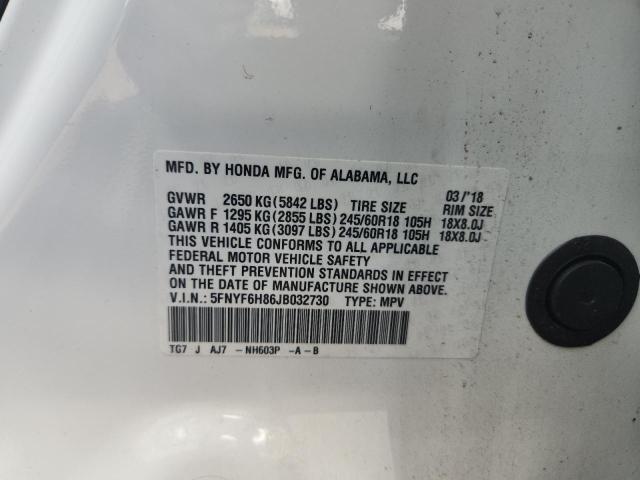 MFD. BY HONDA MFG. OF ALABAMA, LLC
GVWR 2650 KG(5842 LBS) TIRE SIZE 03/'18 RIM SIZE
GAWR F 1295 KG(2855 LBS)245/60R18 105H 18X8.0J
GAWR R 1405 KG(3097 LBS)245/60R18 105H 18X8.0J
THIS VEHICLE CONFORMS TO ALL APPLICABLE
FEDERAL MOTOR VEHICLE SAFETY
AND THEFT PREVENTION STANDARDS IN EFFECT
ON THE DATE OF MANUFACTURE SHOWN ABOVE.
V.I.N.: 5FNYF6H86JB032730 TYPE: MPV
TG7 J AJ7 -NH603P -A-B